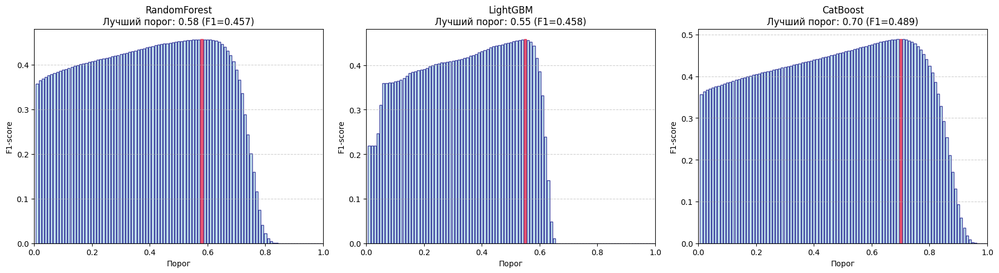 RandomForest
Лучший порог: 0.58 (F1=0.457)
F1-score
0.4
0.3
0.2
0.1
0.0
0.0 0.2 0.4 0.6 0.8 1.0
Порог
LightGBM
Лучший порог: 0.55 (F1=0.458)
F1-score
0.4
0.3
0.2
0.1
0.0
0.0 0.2 0.4 0.6 0.8 1.0
Порог
CatBoost
Лучший порог: 0.70 (F1=0.489)
F1-score
0.5
0.4
0.3
0.2
0.1
0.0
0.0 0.2 0.4 0.6 0.8 1.0
Порог